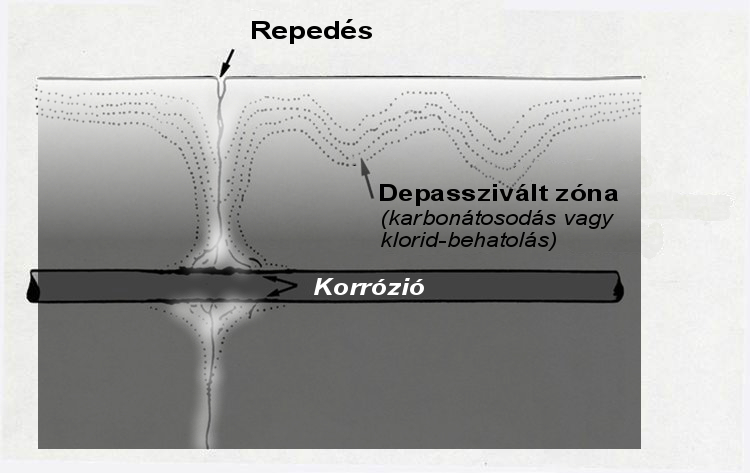 Repedés
Depasszivált zóna
(karbonátosodás vagy
klorid-behatolás)
Korrózió